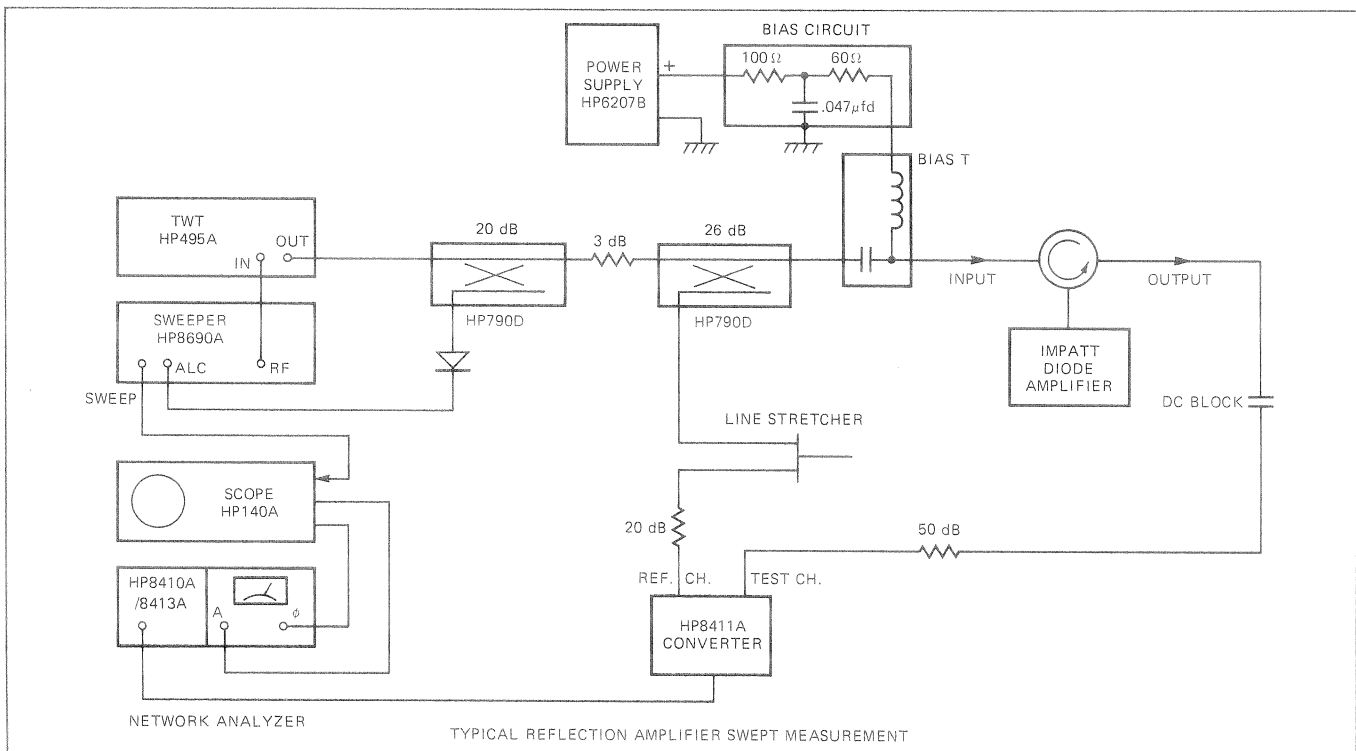 BIAS CIRCUIT
100Ω
60Ω
POWER
SUPPLY
HP6207B
+
.047μfd
BIAS T
TWT
HP495A
IN
OUT
20 dB
3 dB
26 dB
HP790D
HP790D
INPUT
OUTPUT
SWEEPER
HP8690A
ALC
RF
SWEEP
IMPATT
DIODE
AMPLIFIER
DC BLOCK
LINE STRETCHER
SCOPE
HP140A
20 dB
50 dB
REF. CH.
TEST CH.
HP8410A
/8413A
A
φ
HP8411A
CONVERTER
NETWORK ANALYZER
TYPICAL REFLECTION AMPLIFIER SWEPT MEASUREMENT